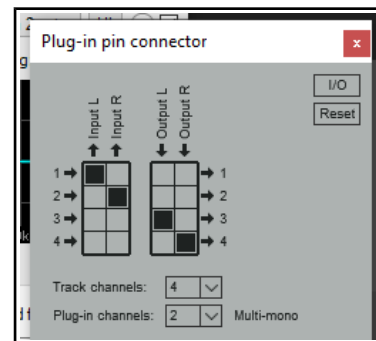 Plug-in pin connector
x
I/O
Reset
Input L
Input R
Output L
Output R
1 1
2 2
3 3
4 4
Track channels: 4
Plug-in channels: 2 Multi-mono